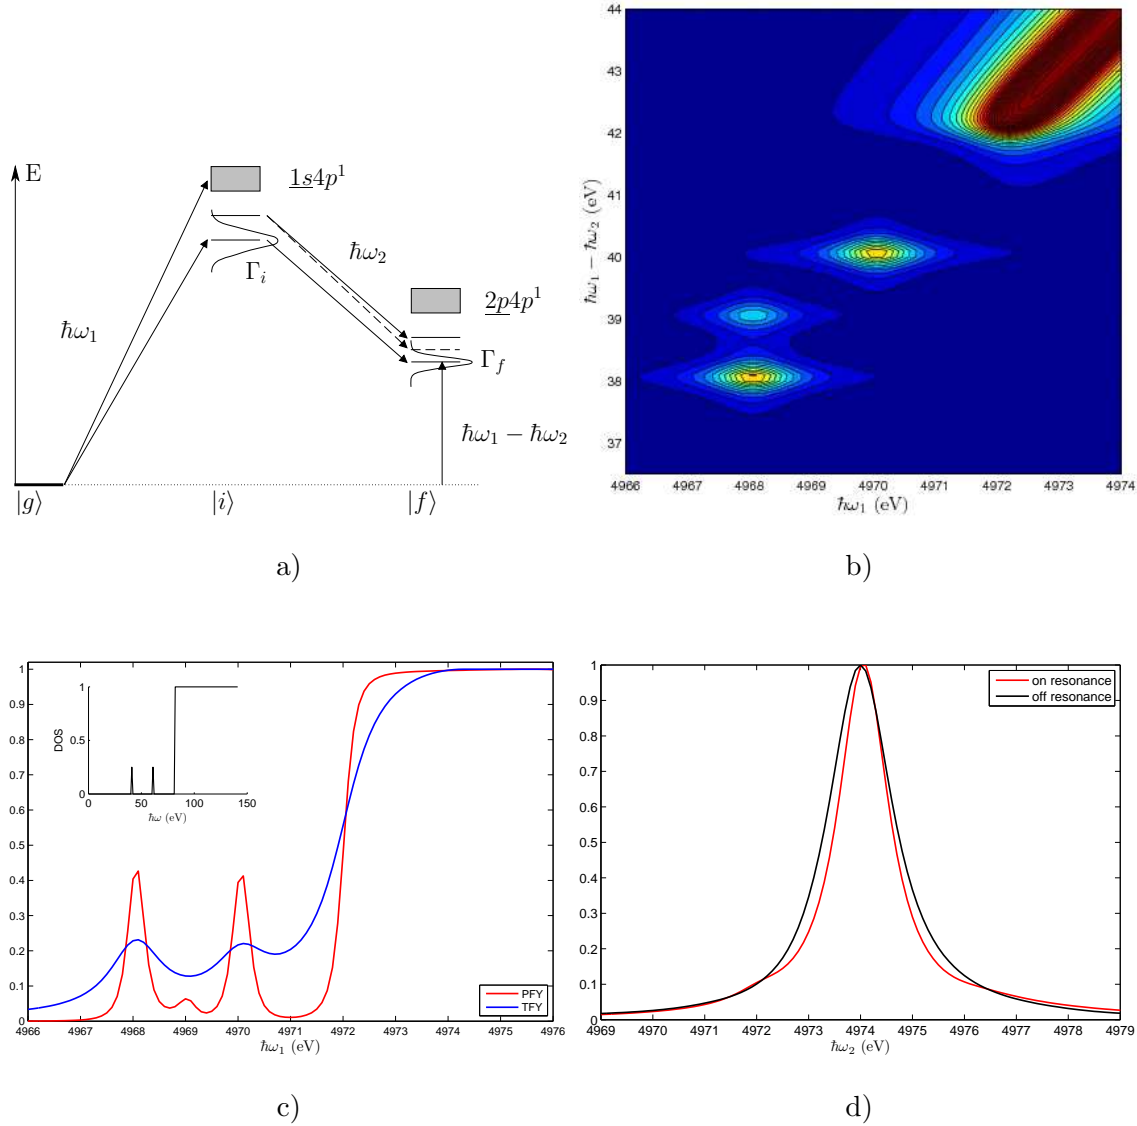 E
1s4p¹
ħω₂
Γᵢ
2p4p¹
ħω₁
Γ_f
ħω₁ − ħω₂
|g⟩
|i⟩
|f⟩
a)
44
43
42
41
40
39
38
37
ħω₁ − ħω₂ (eV)
4966 4967 4968 4969 4970 4971 4972 4973 4974
ħω₁ (eV)
b)
1
0.9
0.8
0.7
0.6
0.5
0.4
0.3
0.2
0.1
0
1
0.5
0
DOS
0 50 100 150
ħω (eV)
PFY
TFY
4966 4967 4968 4969 4970 4971 4972 4973 4974 4975 4976
ħω₁ (eV)
c)
1
0.9
0.8
0.7
0.6
0.5
0.4
0.3
0.2
0.1
0
on resonance
off resonance
4969 4970 4971 4972 4973 4974 4975 4976 4977 4978 4979
ħω₂ (eV)
d)